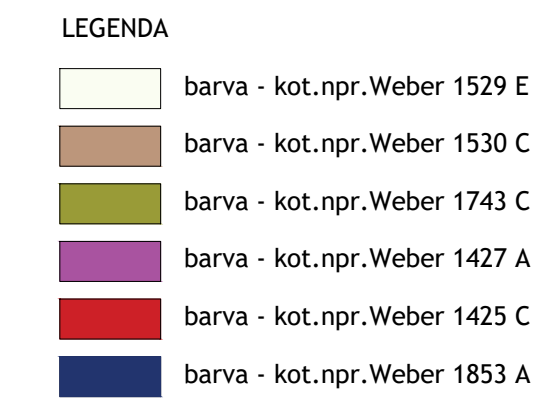 LEGENDA
barva - kot.npr.Weber 1529 E
barva - kot.npr.Weber 1530 C
barva - kot.npr.Weber 1743 C
barva - kot.npr.Weber 1427 A
barva - kot.npr.Weber 1425 C
barva - kot.npr.Weber 1853 A